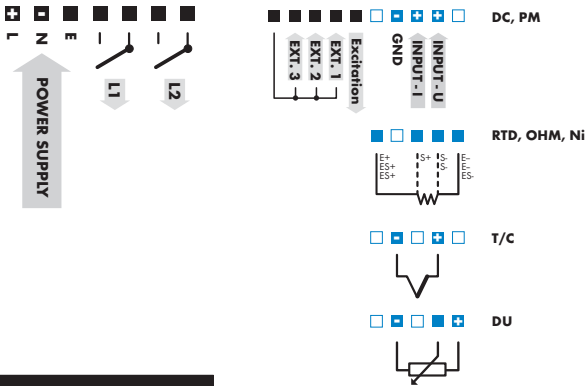 + -
L N E
POWER SUPPLY
L1 L2
- + +
DC, PM
EXT. 3
EXT. 2
EXT. 1
Excitation
GND
INPUT - I
INPUT - U
RTD, OHM, Ni
E+ S+ S- E–
ES+ S- E–
ES+ ES-
- +
T/C
- +
DU